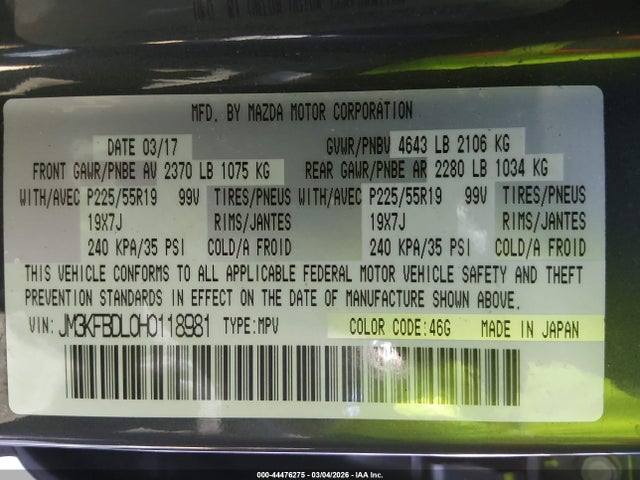 MFD. BY MAZDA MOTOR CORPORATION
DATE 03/17 GVWR/PNBV 4643 LB 2106 KG
FRONT GAWR/PNBE AV 2370 LB 1075 KG REAR GAWR/PNBE AR 2280 LB 1034 KG
WITH/AVEC P225/55R19 99V TIRES/PNEUS WITH/AVEC P225/55R19 99V TIRES/PNEUS
19X7J RIMS/JANTES 19X7J RIMS/JANTES
240 KPA/35 PSI COLD/A FROID 240 KPA/35 PSI COLD/A FROID
THIS VEHICLE CONFORMS TO ALL APPLICABLE FEDERAL MOTOR VEHICLE SAFETY AND THEFT
PREVENTION STANDARDS IN EFFECT ON THE DATE OF MANUFACTURE SHOWN ABOVE.
VIN: JM3KFBDL0H0118981 TYPE:MPV COLOR CODE:46G MADE IN JAPAN
000-44476275 - 03/04/2026 - IAA Inc.